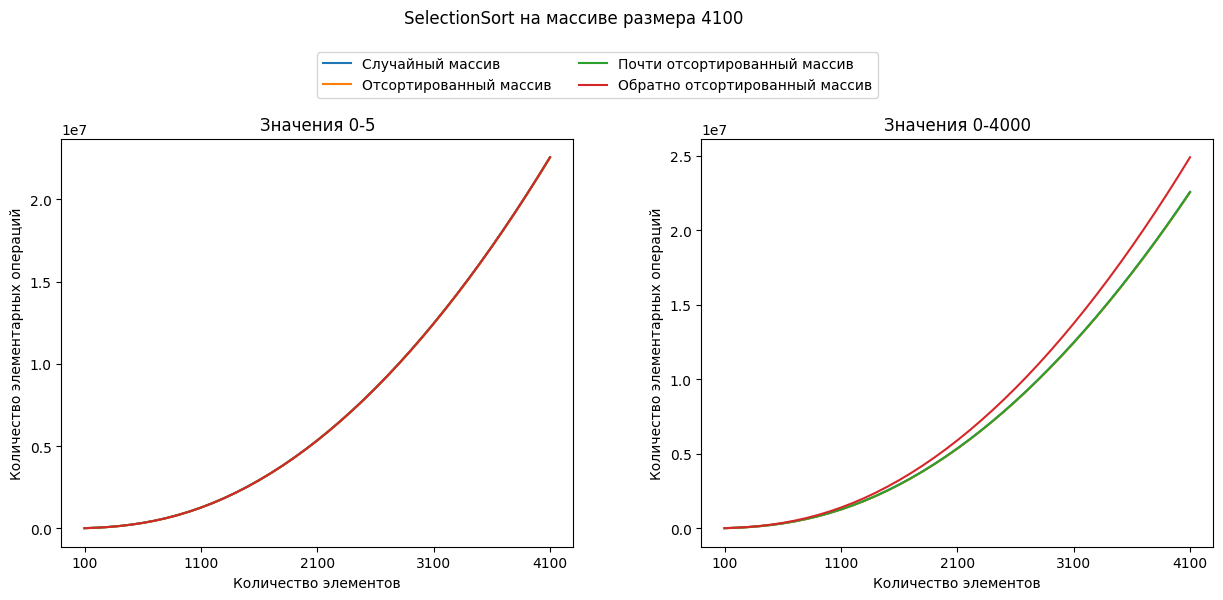 SelectionSort на массиве размера 4100
Случайный массив
Отсортированный массив
Почти отсортированный массив
Обратно отсортированный массив
Значения 0-5
1e7
2.0
1.5
1.0
0.5
0.0
Количество элементарных операций
100 1100 2100 3100 4100
Количество элементов
Значения 0-4000
1e7
2.5
2.0
1.5
1.0
0.5
0.0
Количество элементарных операций
100 1100 2100 3100 4100
Количество элементов